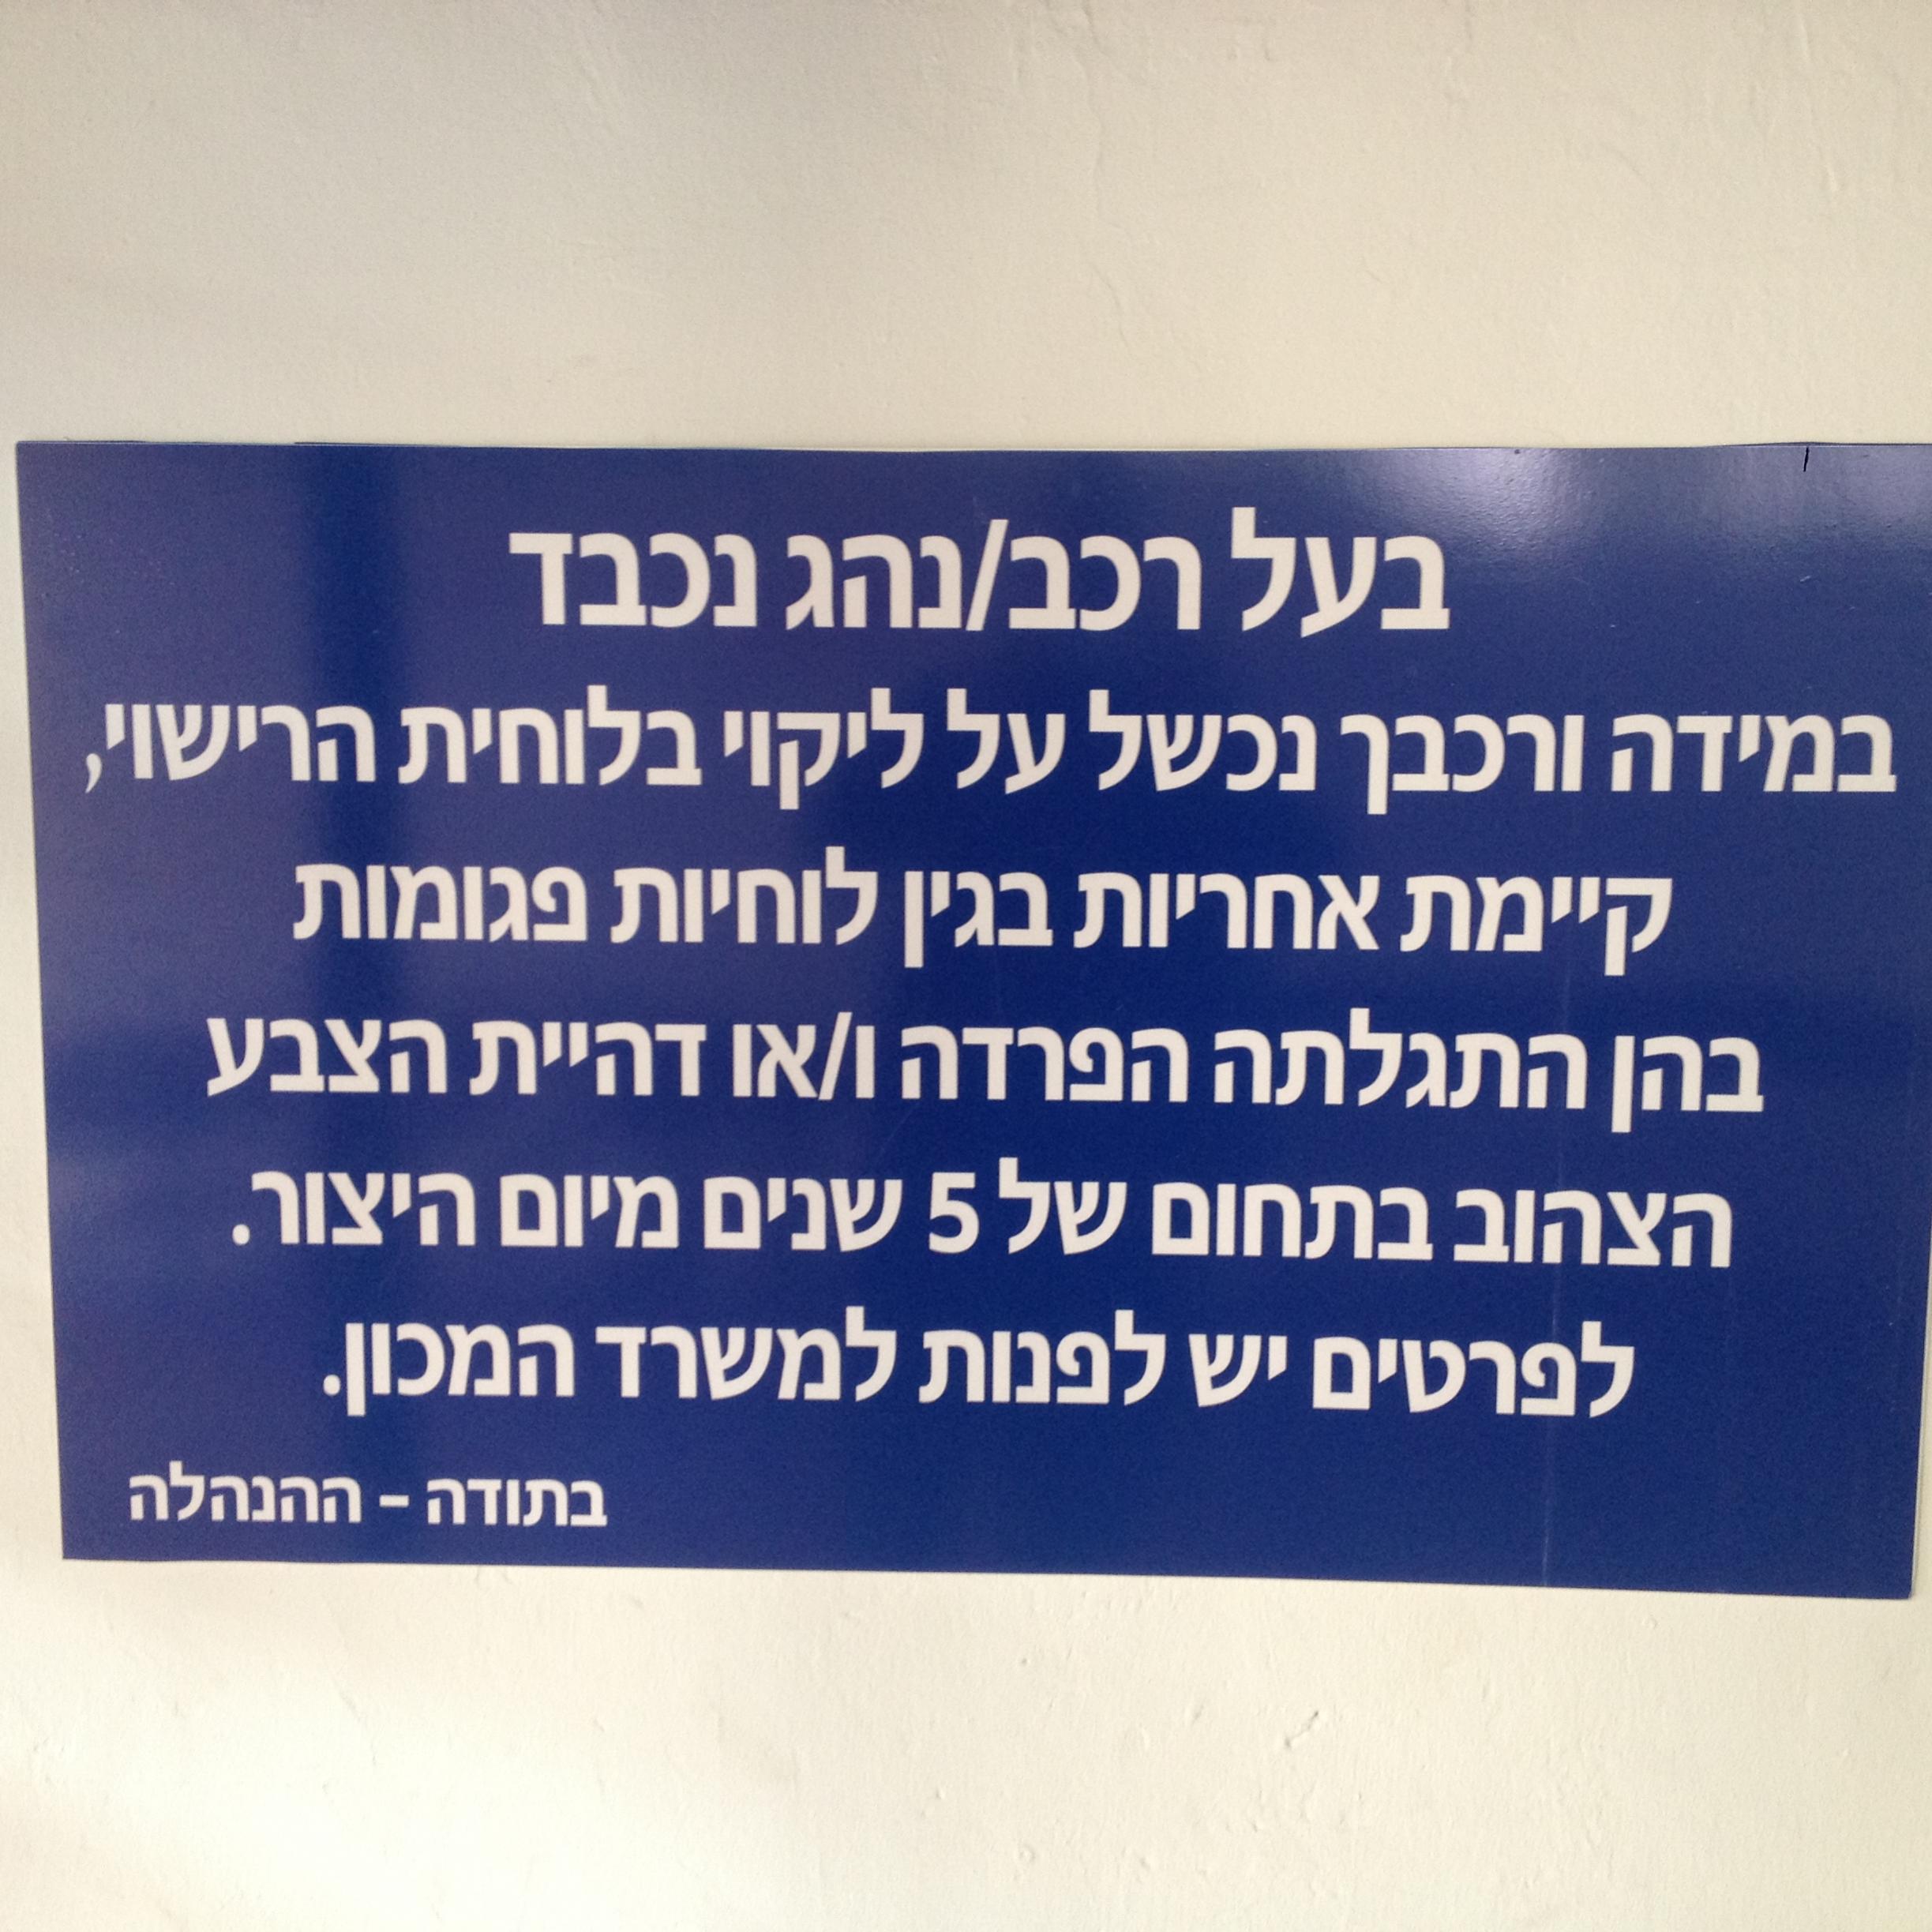 בעל רכב/נהג נכבד
במידה ורכבך נכשל על ליקוי בלוחית הרישוי,
קיימת אחריות בגין לוחיות פגומות
בהן התגלתה הפרדה ו/או דהיית הצבע
הצהוב בתחום של 5 שנים מיום היצור.
לפרטים יש לפנות למשרד המכון.
בתודה - ההנהלה